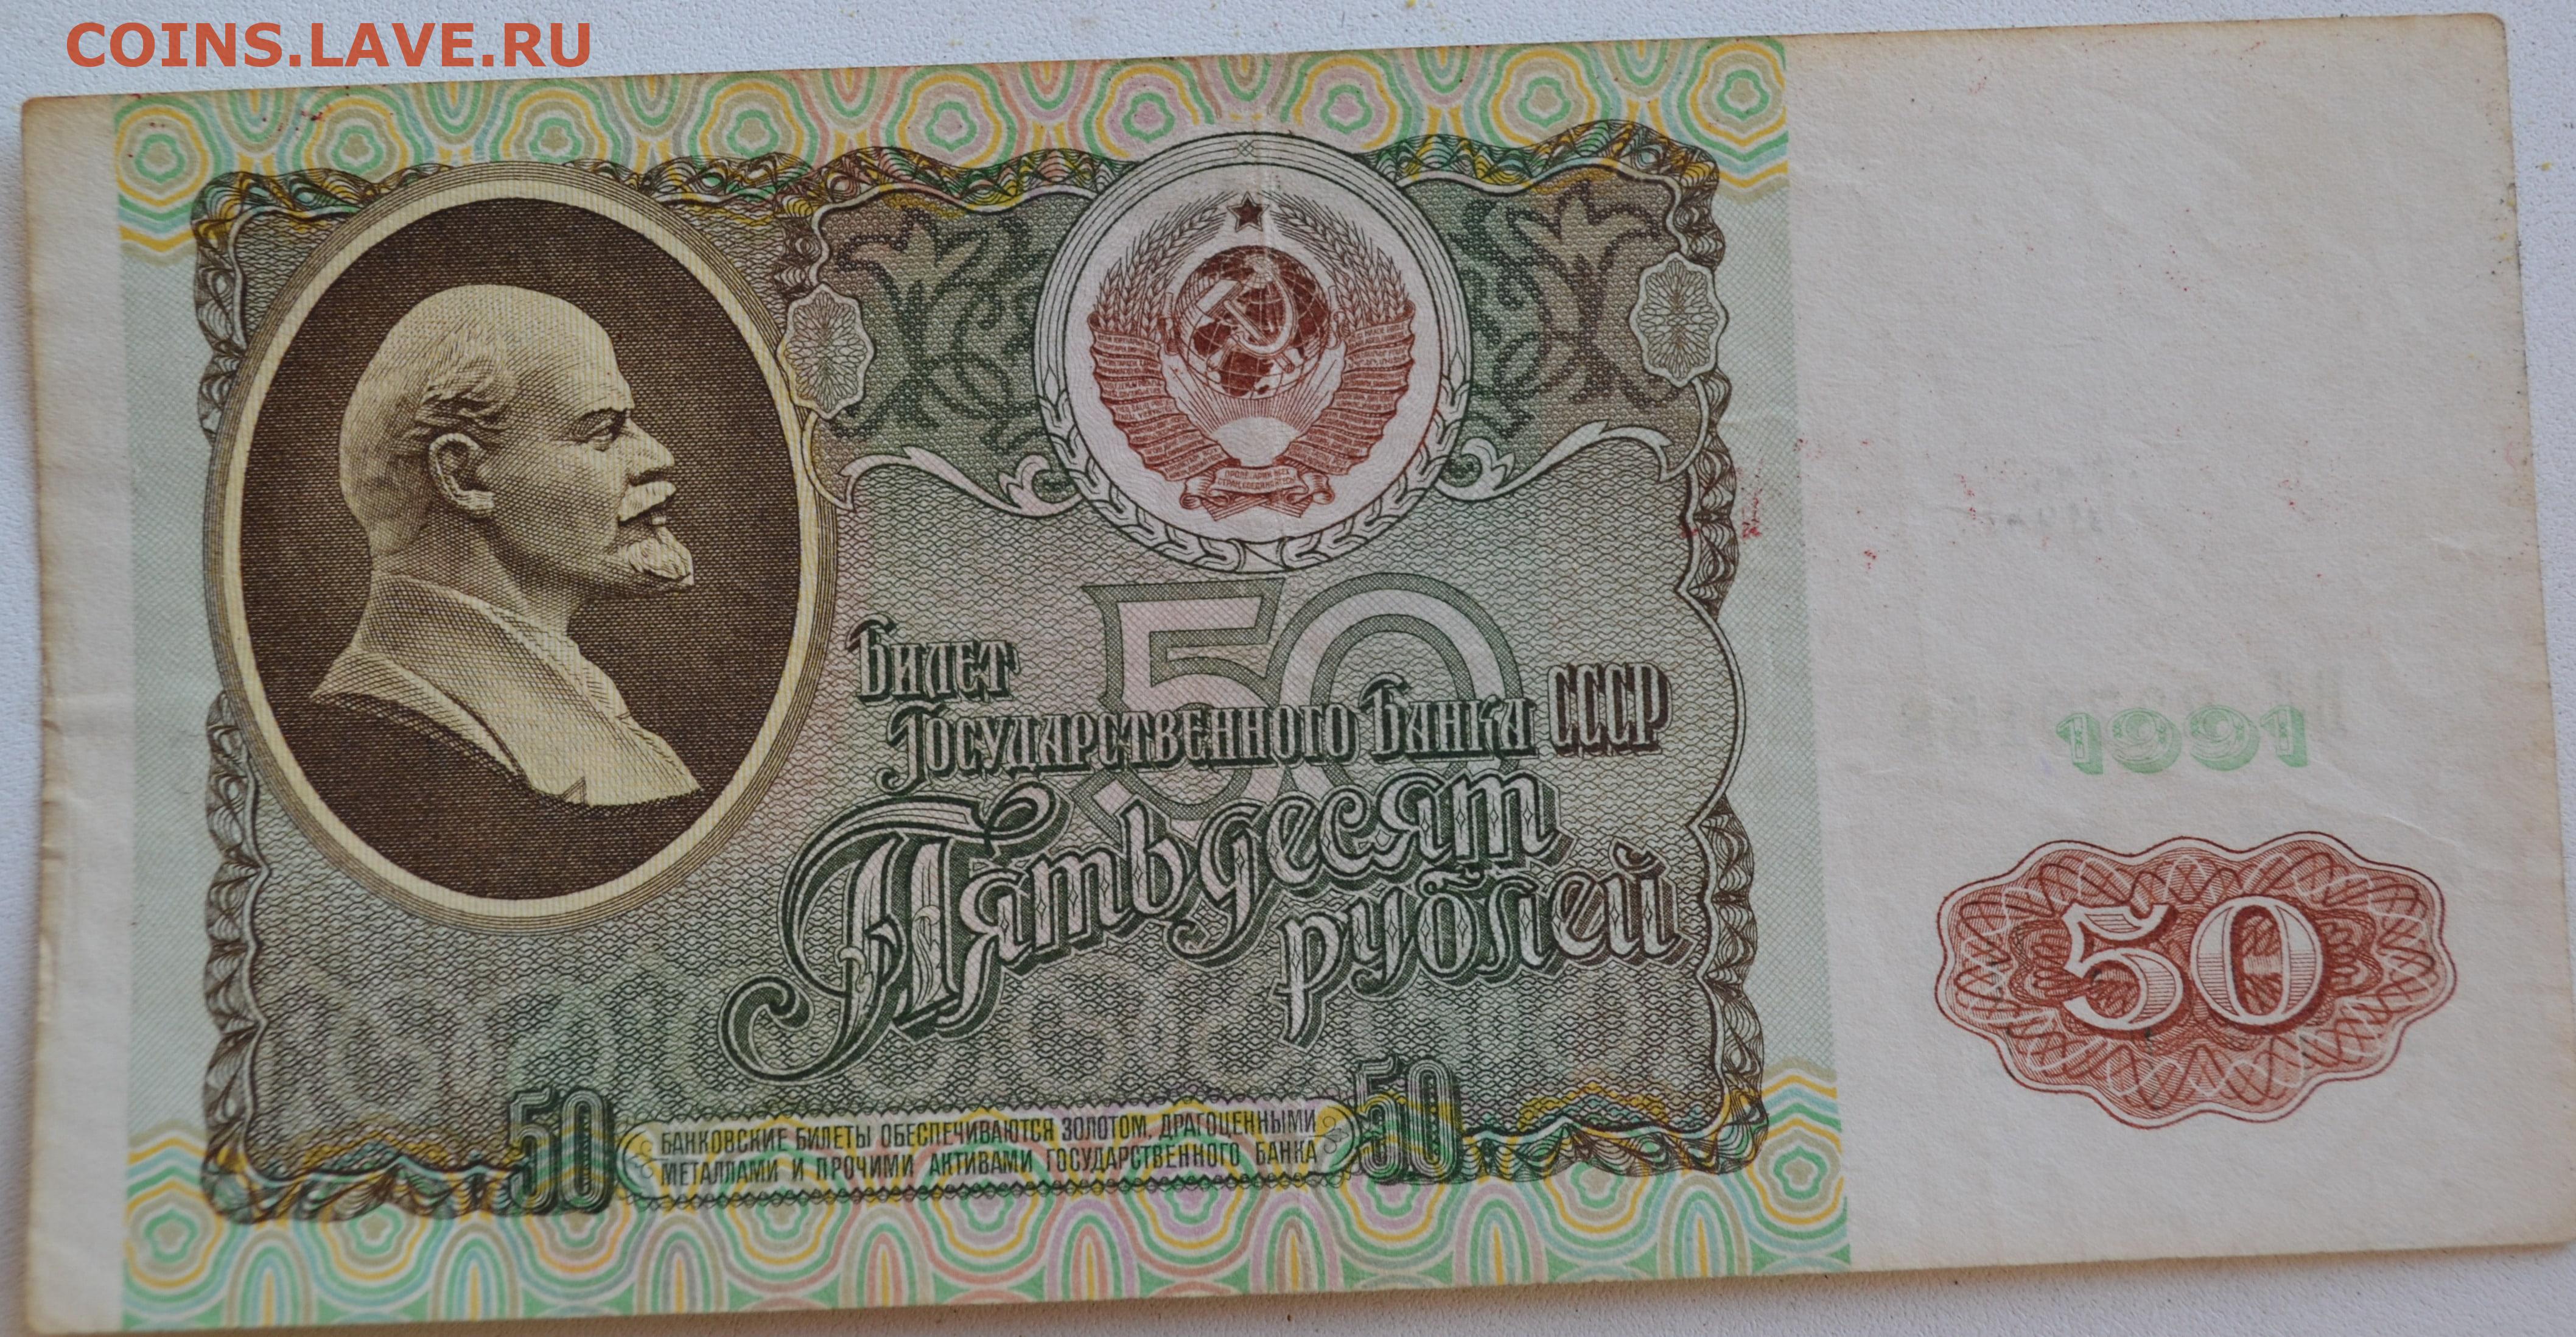 COINS.LAVE.RU
Билет
Государственного Банка СССР
50
Пятьдесят
рублей
1991
50
50
БАНКОВСКИЕ БИЛЕТЫ ОБЕСПЕЧИВАЮТСЯ ЗОЛОТОМ, ДРАГОЦЕННЫМИ
МЕТАЛЛАМИ И ПРОЧИМИ АКТИВАМИ ГОСУДАРСТВЕННОГО БАНКА
50